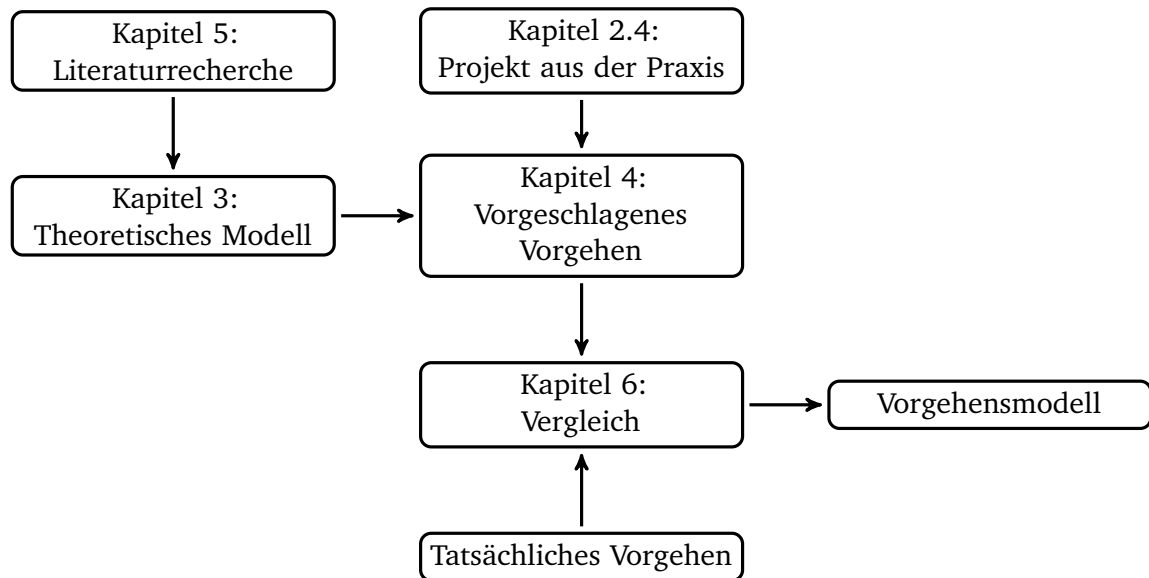 Kapitel 5:
Literaturrecherche
Kapitel 2.4:
Projekt aus der Praxis
Kapitel 3:
Theoretisches Modell
Kapitel 4:
Vorgeschlagenes
Vorgehen
Kapitel 6:
Vergleich
Vorgehensmodell
Tatsächliches Vorgehen